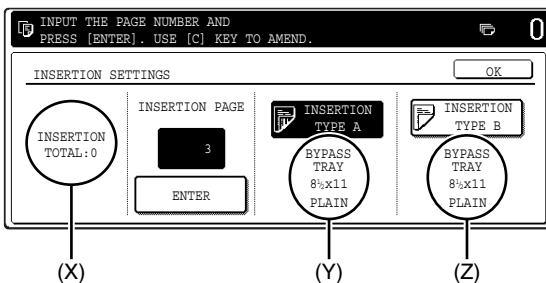 INPUT THE PAGE NUMBER AND
PRESS [ENTER]. USE [C] KEY TO AMEND.
0
INSERTION SETTINGS
OK
INSERTION
TOTAL:0
INSERTION PAGE
3
ENTER
INSERTION
TYPE A
BYPASS
TRAY
8½x11
PLAIN
INSERTION
TYPE B
BYPASS
TRAY
8½x11
PLAIN
(X)
(Y)
(Z)